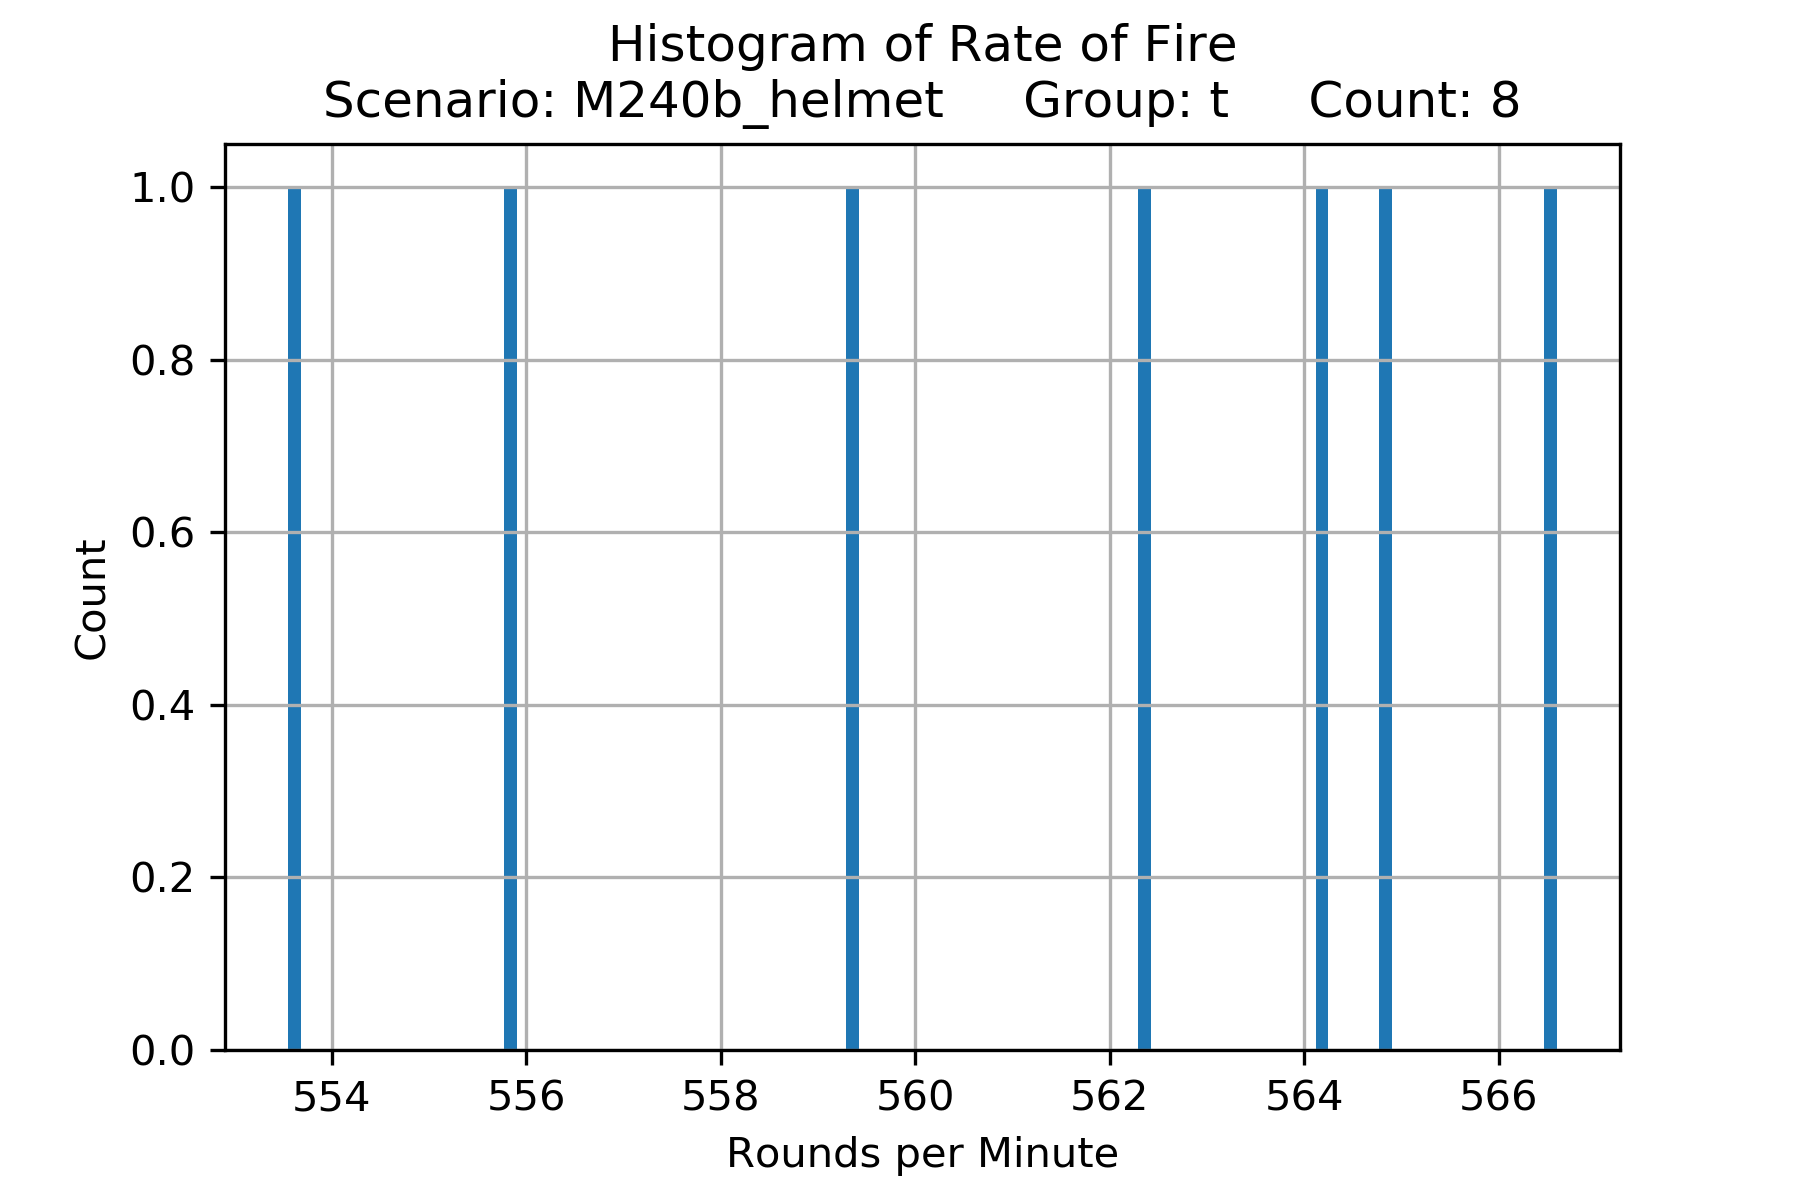 Histogram of Rate of Fire
Scenario: M240b_helmet Group: t Count: 8
1.0
0.8
0.6
0.4
0.2
0.0
Count
554 556 558 560 562 564 566
Rounds per Minute